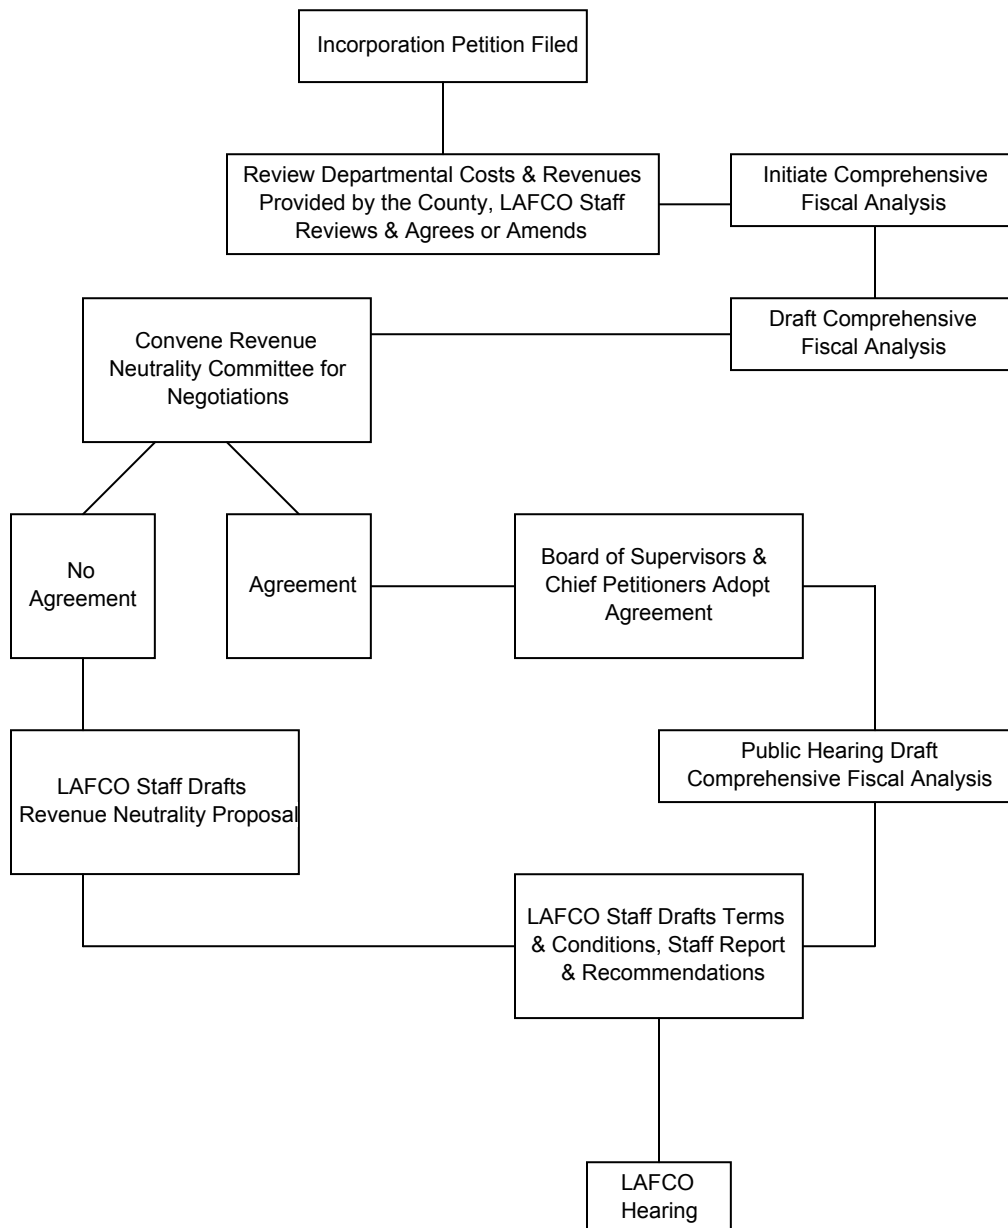 Incorporation Petition Filed
Review Departmental Costs & Revenues
Provided by the County, LAFCO Staff
Reviews & Agrees or Amends
Initiate Comprehensive
Fiscal Analysis
Draft Comprehensive
Fiscal Analysis
Convene Revenue
Neutrality Committee for
Negotiations
No
Agreement
Agreement
Board of Supervisors &
Chief Petitioners Adopt
Agreement
LAFCO Staff Drafts
Revenue Neutrality Proposal
Public Hearing Draft
Comprehensive Fiscal Analysis
LAFCO Staff Drafts Terms
& Conditions, Staff Report
& Recommendations
LAFCO
Hearing